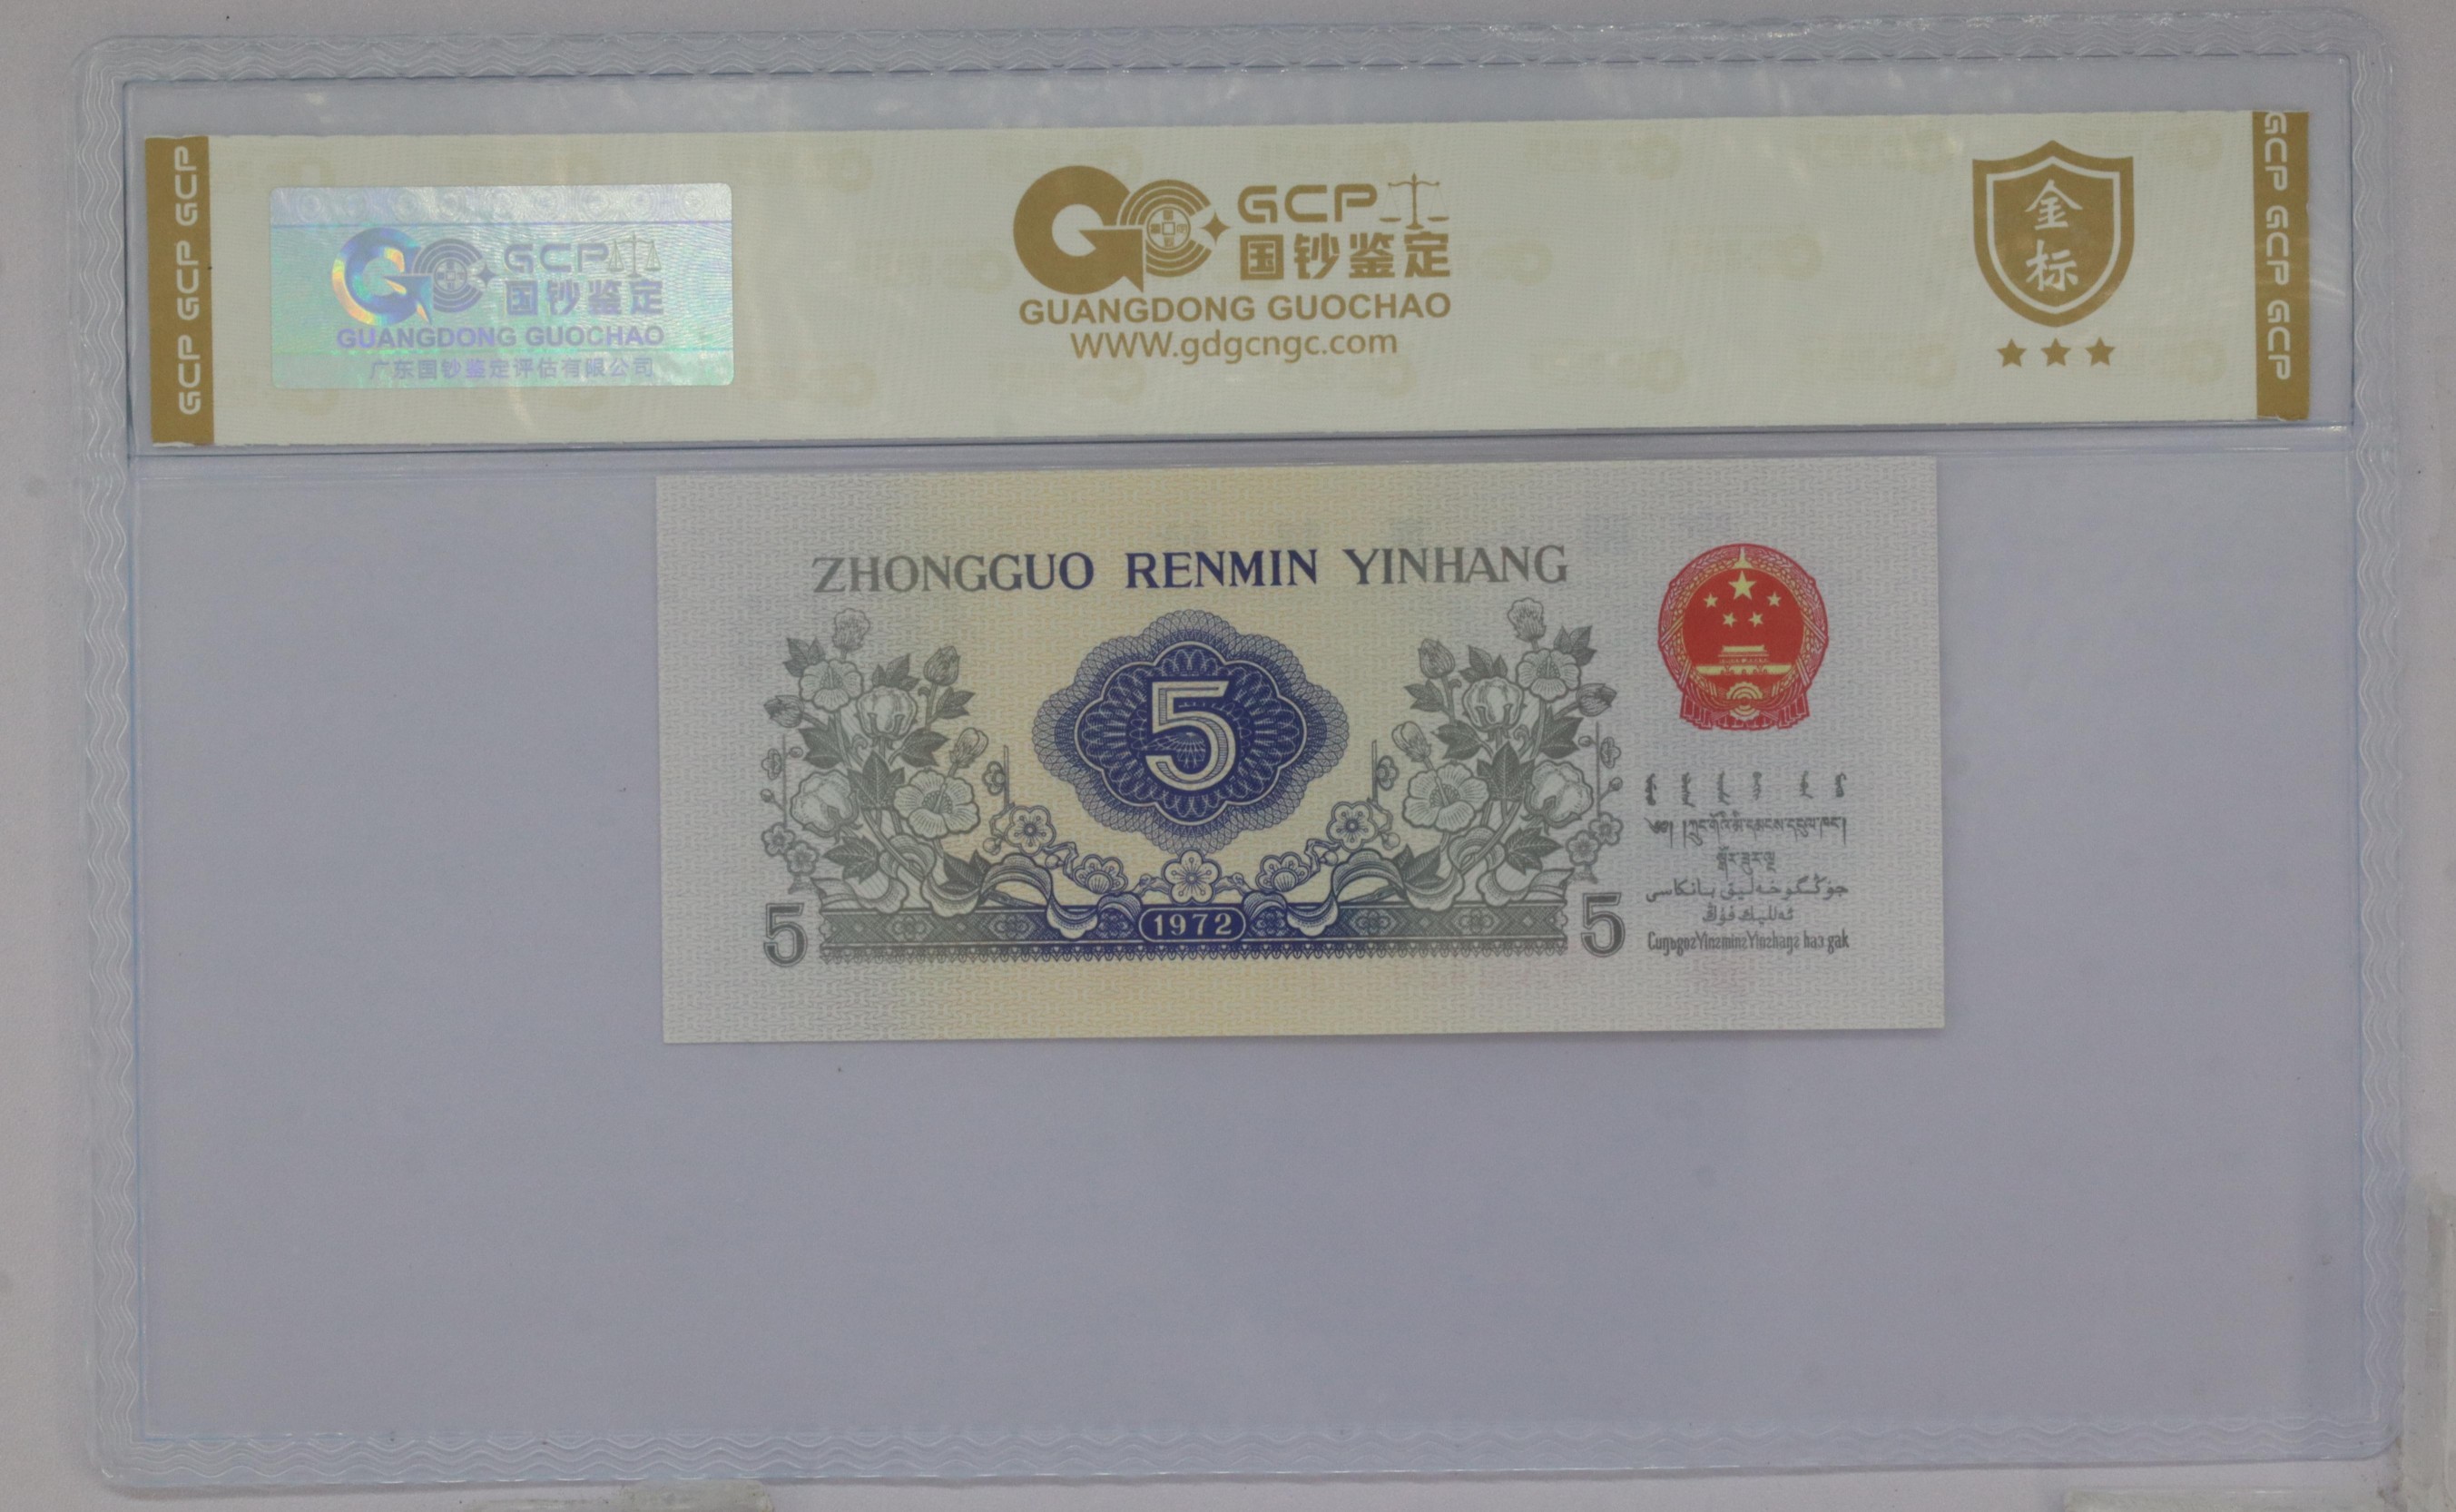 GCP GCP GCP
GCP
国钞鉴定
GUANGDONG GUOCHAO
广东国钞鉴定评估有限公司
GCP
国钞鉴定
GUANGDONG GUOCHAO
WWW.gdgcngc.com
金
标
GCP GCP GCP
ZHONGGUO RENMIN YINHANG
5
1972
5
5